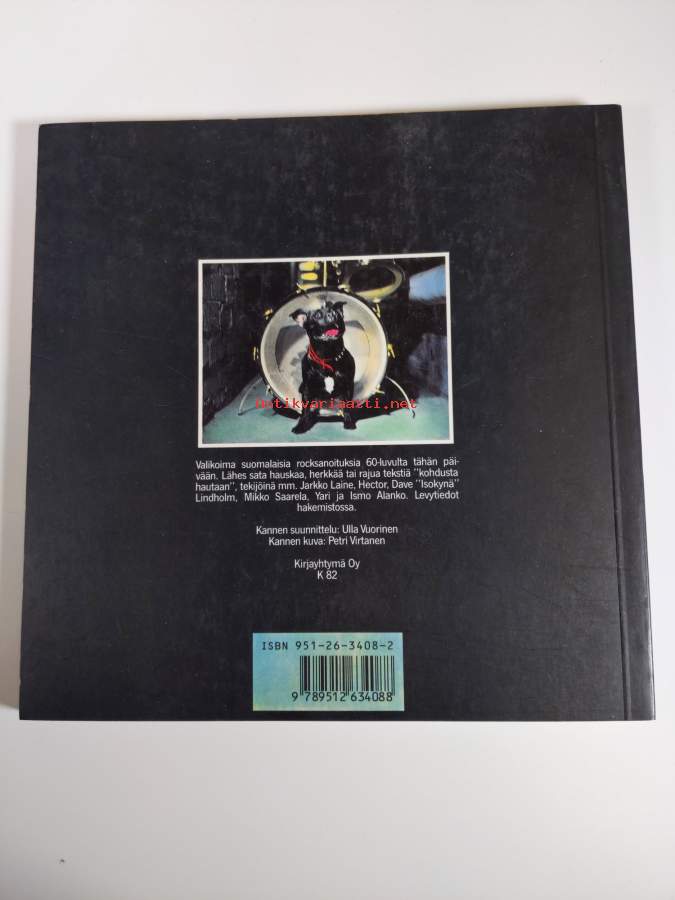 antikvariaatti.net
Valikoima suomalaisia rocksanoituksia 60-luvulta tähän päi-
vään. Lähes sata hauskaa, herkkää tai rajua tekstiä "kohdusta
hautaan", tekijöinä mm. Jarkko Laine, Hector, Dave "Isokynä"
Lindholm, Mikko Saarela, Yari ja Ismo Alanko. Levytiedot
hakemistossa.
Kannen suunnittelu: Ulla Vuorinen
Kannen kuva: Petri Virtanen
Kirjayhtymä Oy
K 82
ISBN 951-26-3408-2
9 789512 634088